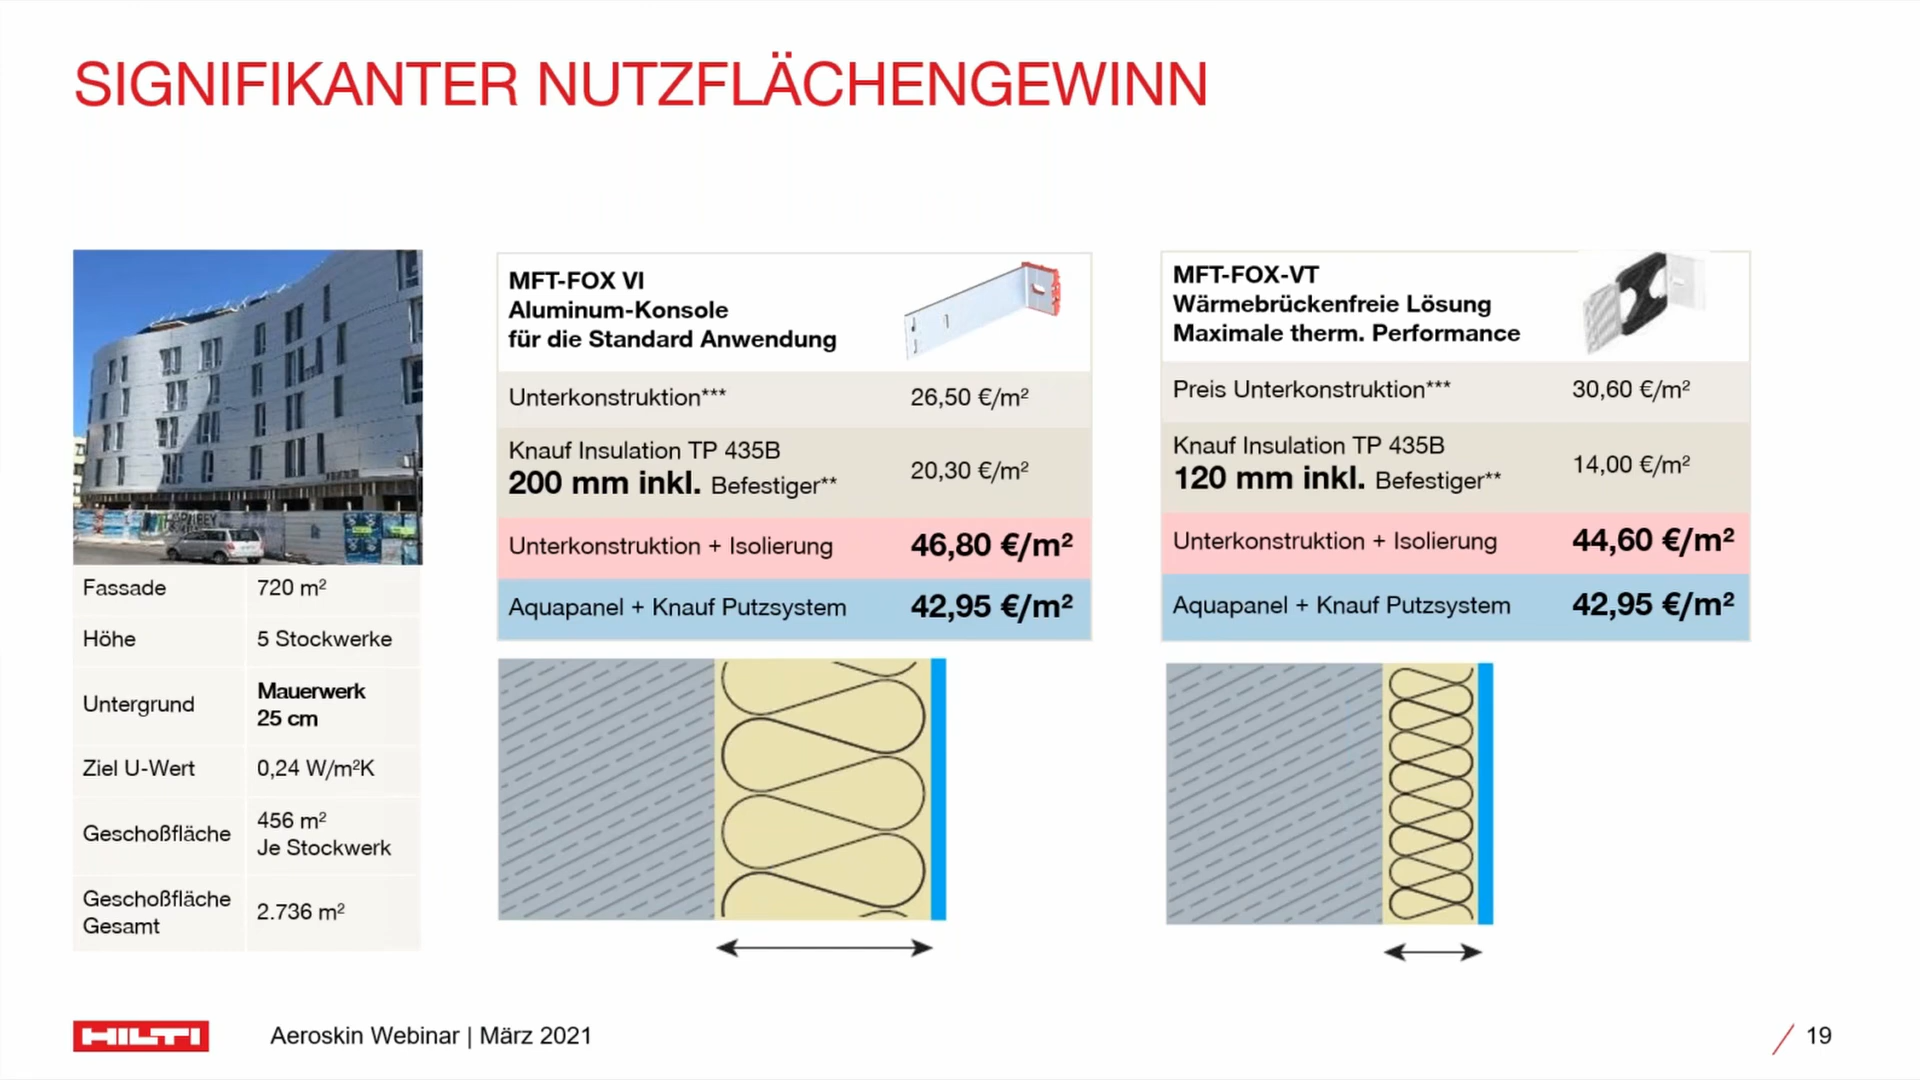 SIGNIFIKANTER NUTZFLÄCHENGEWINN
Fassade 720 m²
Höhe 5 Stockwerke
Untergrund Mauerwerk
25 cm
Ziel U-Wert 0,24 W/m²K
Geschoßfläche 456 m²
Je Stockwerk
Geschoßfläche
Gesamt 2.736 m²
MFT-FOX VI
Aluminum-Konsole
für die Standard Anwendung
Unterkonstruktion*** 26,50 €/m²
Knauf Insulation TP 435B
200 mm inkl. Befestiger** 20,30 €/m²
Unterkonstruktion + Isolierung 46,80 €/m²
Aquapanel + Knauf Putzsystem 42,95 €/m²
MFT-FOX-VT
Wärmebrückenfreie Lösung
Maximale therm. Performance
Preis Unterkonstruktion*** 30,60 €/m²
Knauf Insulation TP 435B
120 mm inkl. Befestiger** 14,00 €/m²
Unterkonstruktion + Isolierung 44,60 €/m²
Aquapanel + Knauf Putzsystem 42,95 €/m²
HILTI
Aeroskin Webinar | März 2021
19